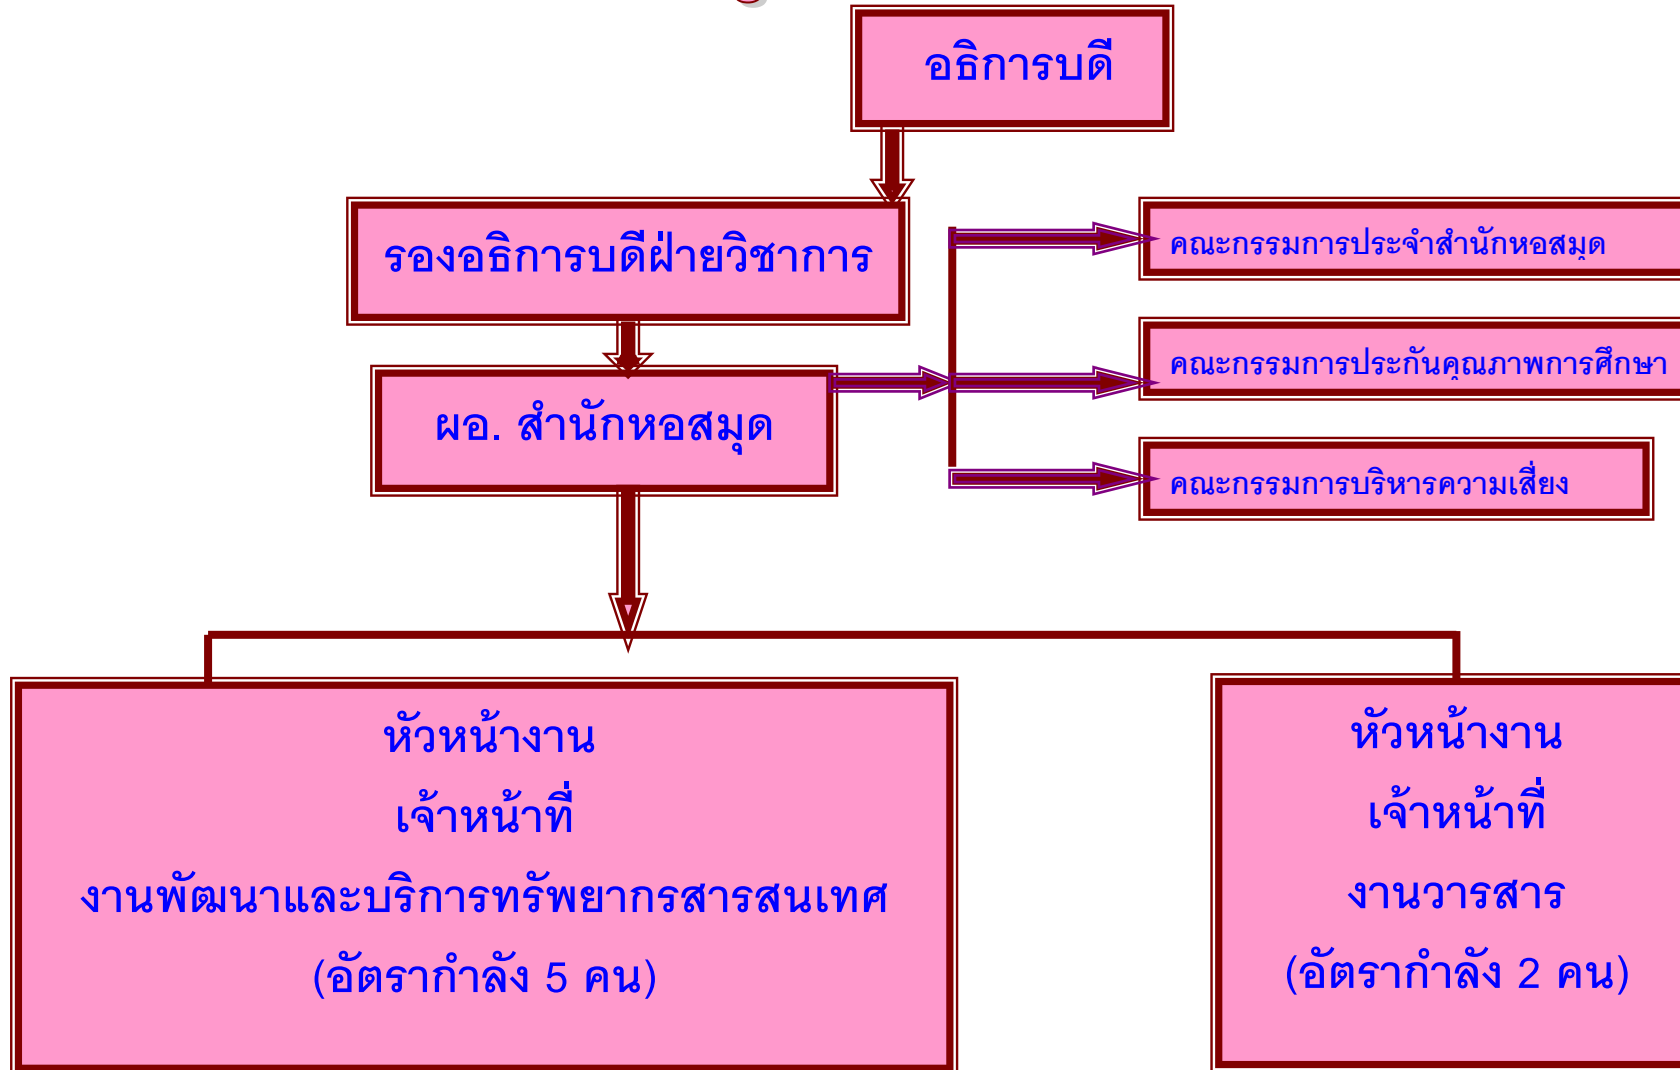 อธิการบดี
รองอธิการบดีฝ่ายวิชาการ
คณะกรรมการประจำสำนักหอสมุด
คณะกรรมการประกันคุณภาพการศึกษา
ผอ. สำนักหอสมุด
คณะกรรมการบริหารความเสี่ยง
หัวหน้างาน
เจ้าหน้าที่
งานพัฒนาและบริการทรัพยากรสารสนเทศ
(อัตรากำลัง 5 คน)
หัวหน้างาน
เจ้าหน้าที่
งานวารสาร
(อัตรากำลัง 2 คน)